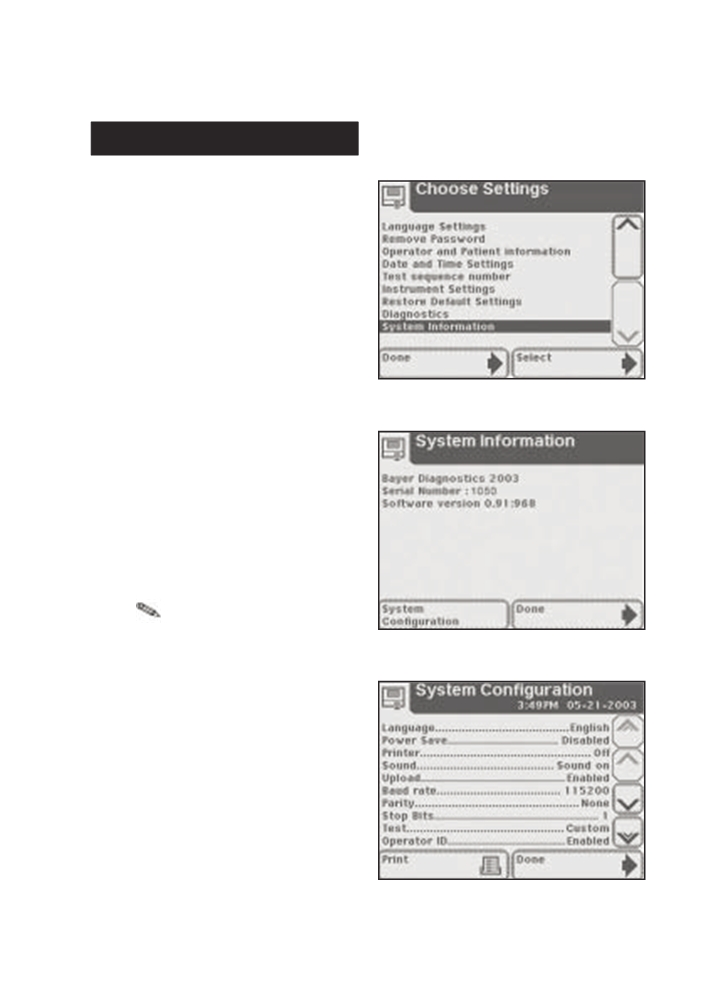 Choose Settings
Language Settings
Remove Password
Operator and Patient information
Date and Time Settings
Test sequence number
Instrument Settings
Restore Default Settings
Diagnostics
System Information
Done
Select
System Information
Bayer Diagnostics 2003
Serial Number : 1050
Software version 0.91:968
System
Configuration
Done
System Configuration
3:49PM 05-21-2003
Language..............................English
Power Save..............................Disabled
Printer..............................Off
Sound..............................Sound on
Upload..............................Enabled
Baud rate..............................115200
Parity..............................None
Stop Bits..............................1
Test..............................Custom
Operator ID..............................Enabled
Print
Done